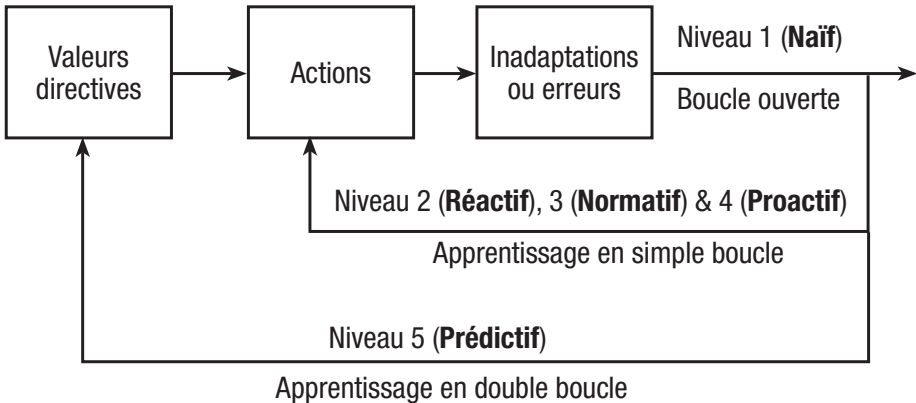 Valeurs
directives
Actions
Inadaptations
ou erreurs
Niveau 1 (Naïf)
Boucle ouverte
Niveau 2 (Réactif), 3 (Normatif) & 4 (Proactif)
Apprentissage en simple boucle
Niveau 5 (Prédictif)
Apprentissage en double boucle